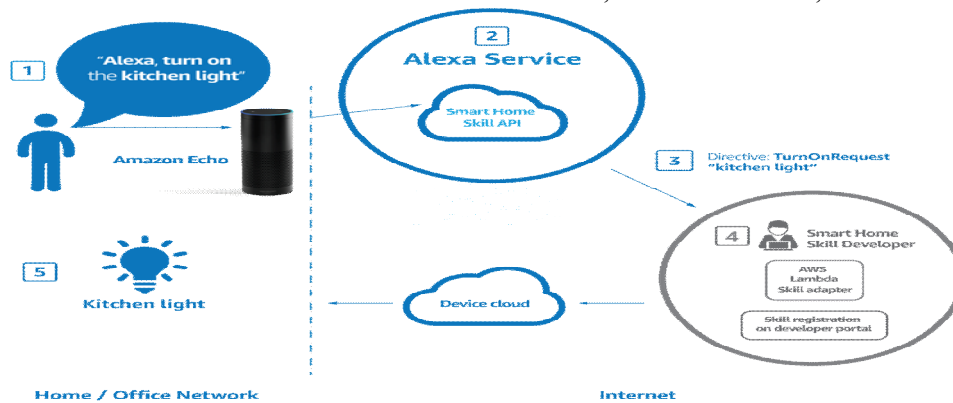 1
"Alexa, turn on
the kitchen light"
Amazon Echo
2
Alexa Service
Smart Home
Skill API
3
Directive: TurnOnRequest
"kitchen light"
4
Smart Home
Skill Developer
AWS
Lambda
Skill adapter
Skill registration
on developer portal
5
Kitchen light
Device cloud
Home / Office Network
Internet